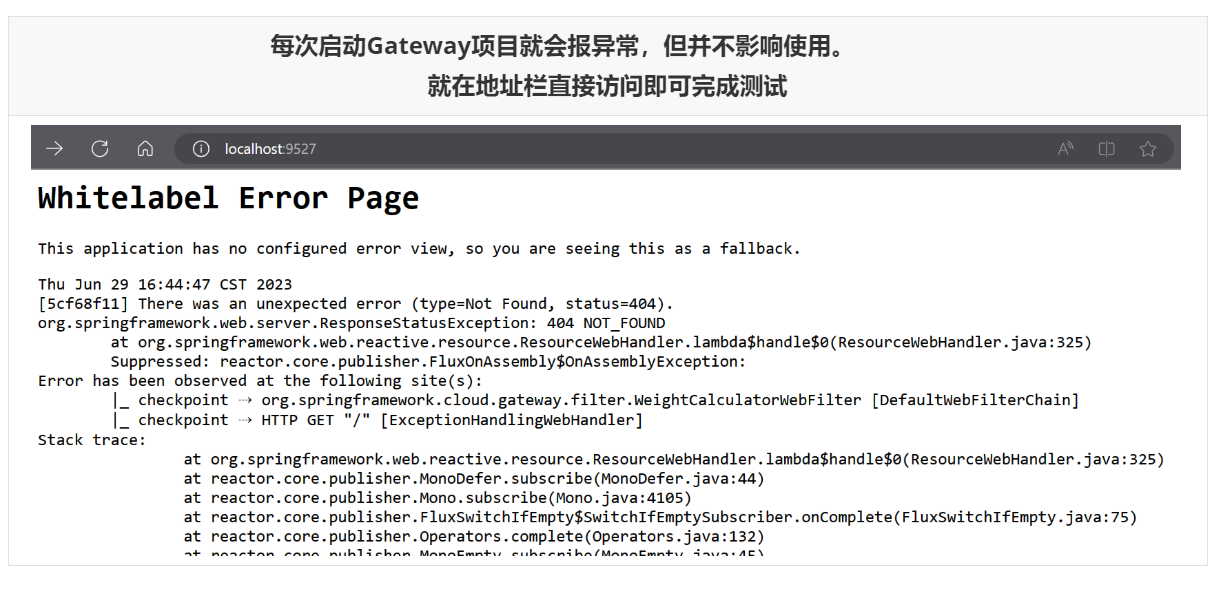 每次启动Gateway项目就会报异常，但并不影响使用。
就在地址栏直接访问即可完成测试
localhost:9527
Whitelabel Error Page
This application has no configured error view, so you are seeing this as a fallback.
Thu Jun 29 16:44:47 CST 2023
[5cf68f11] There was an unexpected error (type=Not Found, status=404).
org.springframework.web.server.ResponseStatusException: 404 NOT_FOUND
at org.springframework.web.reactive.resource.ResourceWebHandler.lambda$handle$0(ResourceWebHandler.java:325)
Suppressed: reactor.core.publisher.FluxOnAssembly$OnAssemblyException:
Error has been observed at the following site(s):
|_ checkpoint ⇢ org.springframework.cloud.gateway.filter.WeightCalculatorWebFilter [DefaultWebFilterChain]
|_ checkpoint ⇢ HTTP GET "/" [ExceptionHandlingWebHandler]
Stack trace:
at org.springframework.web.reactive.resource.ResourceWebHandler.lambda$handle$0(ResourceWebHandler.java:325)
at reactor.core.publisher.MonoDefer.subscribe(MonoDefer.java:44)
at reactor.core.publisher.Mono.subscribe(Mono.java:4105)
at reactor.core.publisher.FluxSwitchIfEmpty$SwitchIfEmptySubscriber.onComplete(FluxSwitchIfEmpty.java:75)
at reactor.core.publisher.Operators.complete(Operators.java:132)
at reactor.core.publisher.MonoEmpty.subscribe(MonoEmpty.java:45)